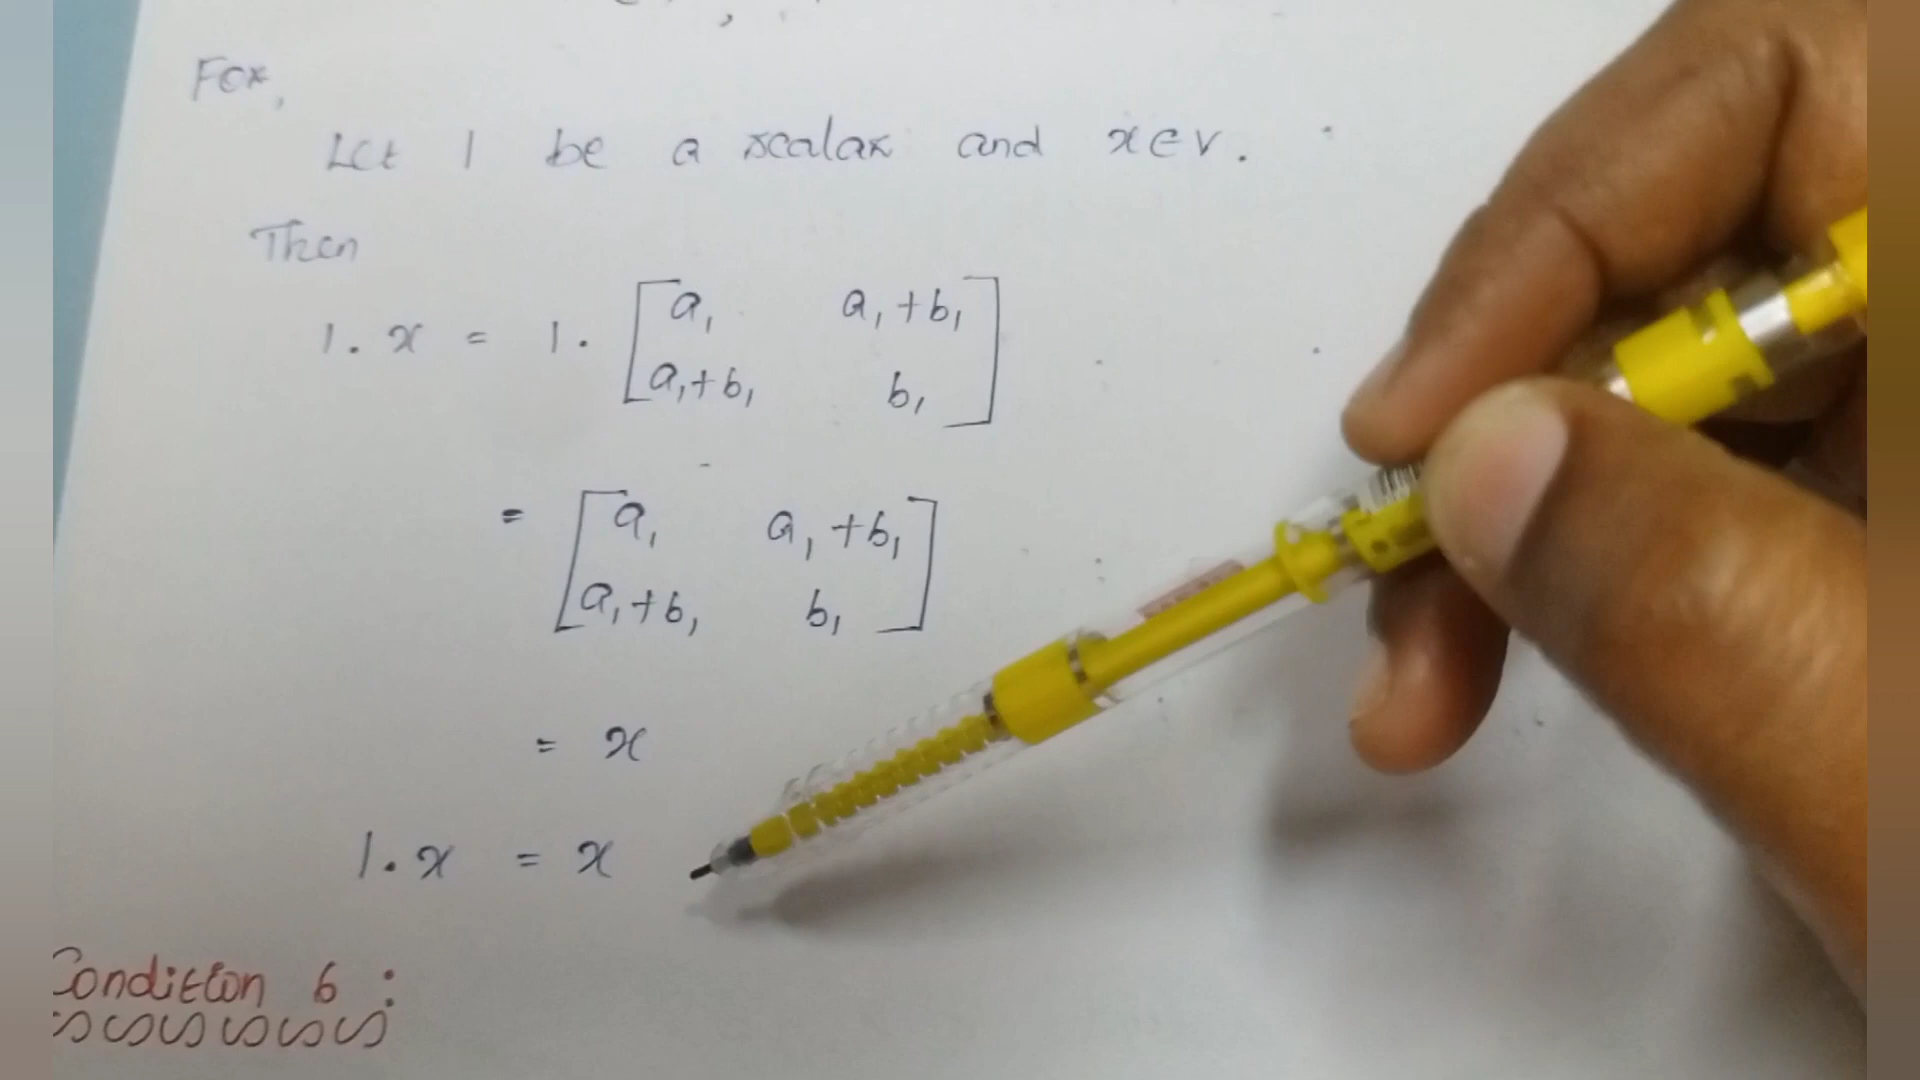 For,
Let 1 be a scalar and x∈V.
Then
1. x = 1. [a₁ a₁+b₁
a₁+b₁ b₁]
= [a₁ a₁+b₁
a₁+b₁ b₁]
= x
1.x = x
Condition 6 :